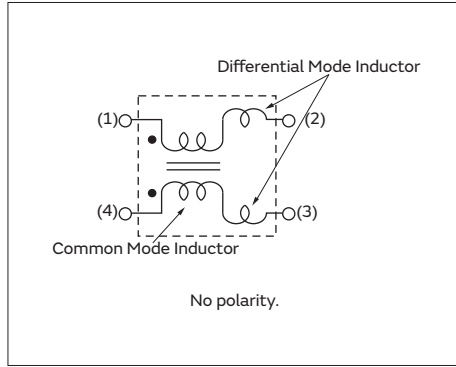 Differential Mode Inductor
(1)
(2)
(4)
(3)
Common Mode Inductor
No polarity.